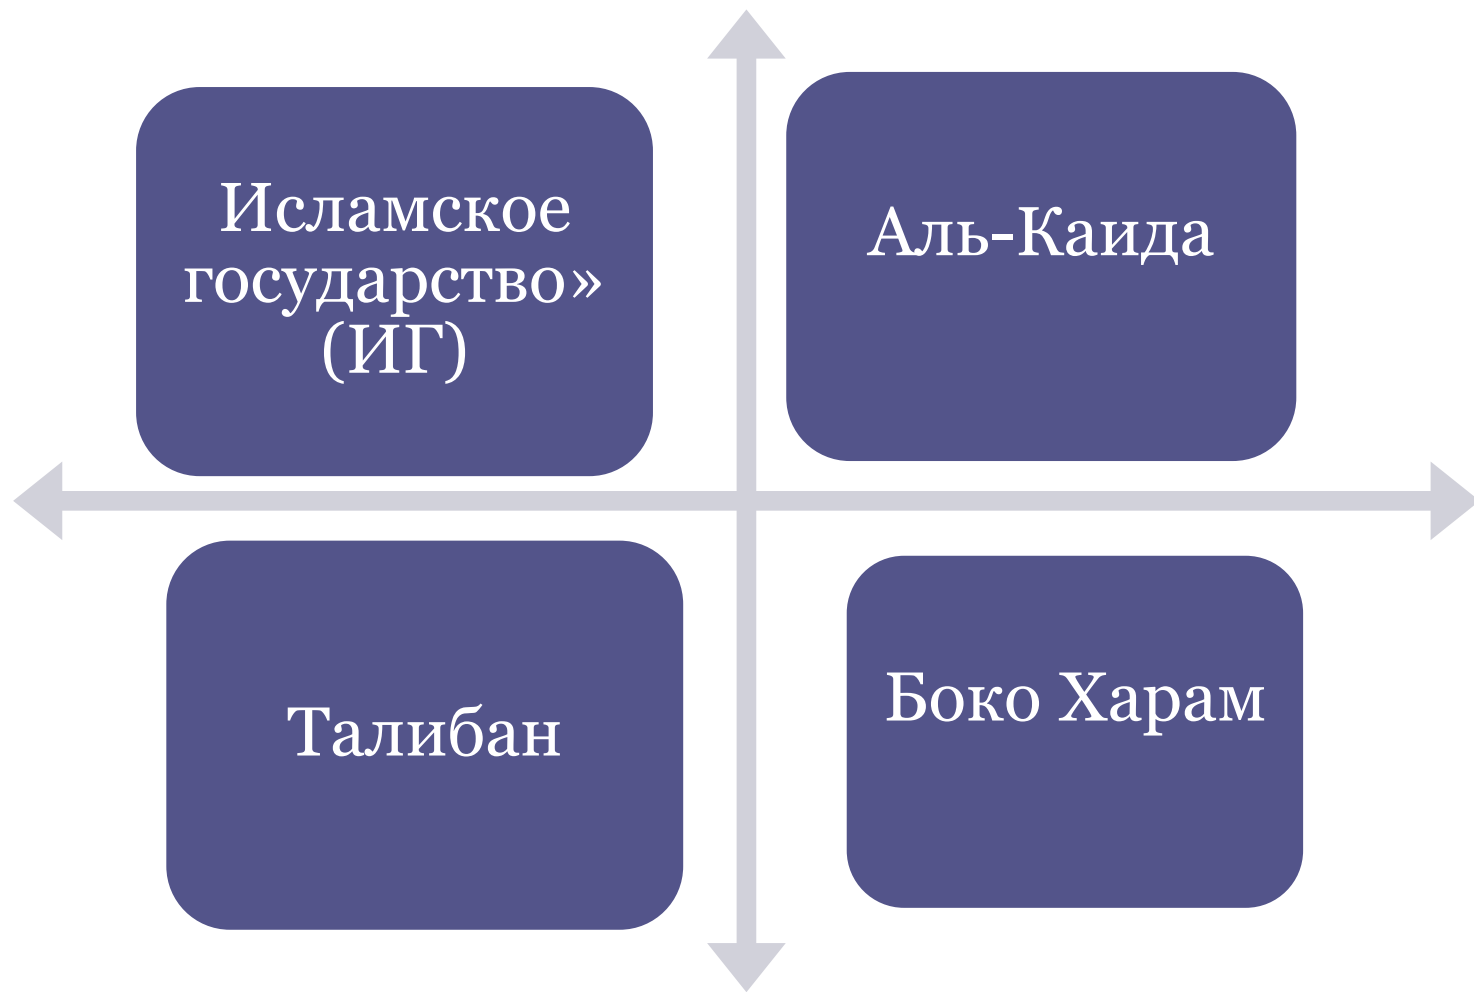 Исламское
государство»
(ИГ)
Аль-Каида
Талибан
Боко Харам